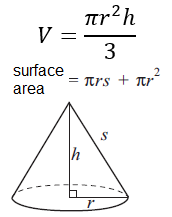 V = πr²h / 3
surface area = πrs + πr²
s
h
r